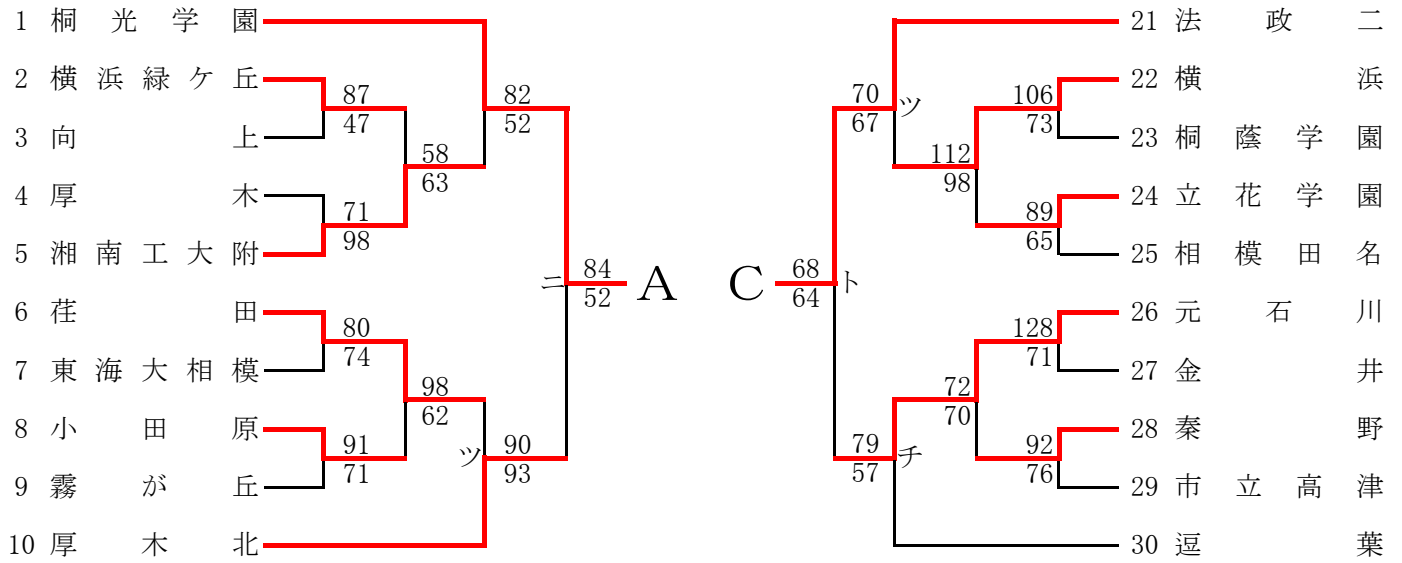 1 桐光学園
2 横浜緑ケ丘
3 向上
4 厚木
5 湘南工大附
6 荏田
7 東海大相模
8 小田原
9 霧が丘
10 厚木北
87
47
71
98
80
74
91
71
58
63
98
62
82
52
ツ
90
93
ニ
84
52
A
C
68
64
ト
70
67
ツ
79
57
チ
112
98
72
70
106
73
89
65
128
71
92
76
21 法政二
22 横浜
23 桐蔭学園
24 立花学園
25 相模田名
26 元石川
27 金井
28 秦野
29 市立高津
30 逗葉